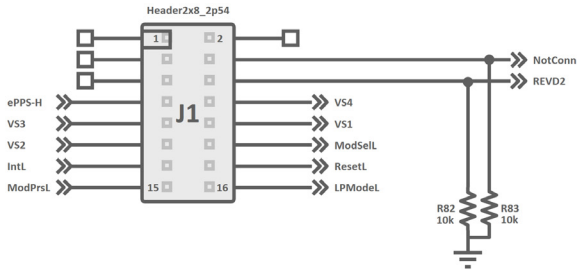 Header2x8_2p54
1 2
NotConn
REVD2
ePPS-H VS4
J1
VS3 VS1
VS2 ModSelL
IntL ResetL
ModPrsL 15 16 LPModeL
R82 R83
10k 10k